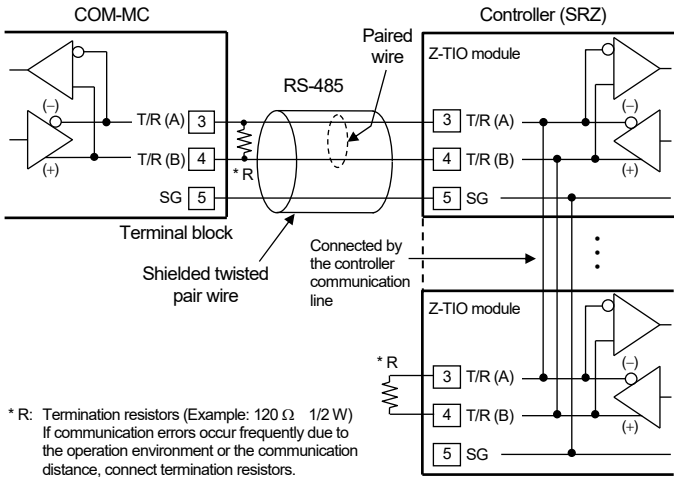 COM-MC
Controller (SRZ)
Paired
wire
Z-TIO module
RS-485
(−)
(+)
T/R (A) 3
T/R (B) 4
SG 5
* R
3 T/R (A)
4 T/R (B)
5 SG
(−)
(+)
Terminal block
Shielded twisted
pair wire
Connected by
the controller
communication
line
Z-TIO module
* R
3 T/R (A)
4 T/R (B)
5 SG
(−)
(+)
* R: Termination resistors (Example: 120 Ω 1/2 W)
If communication errors occur frequently due to
the operation environment or the communication
distance, connect termination resistors.